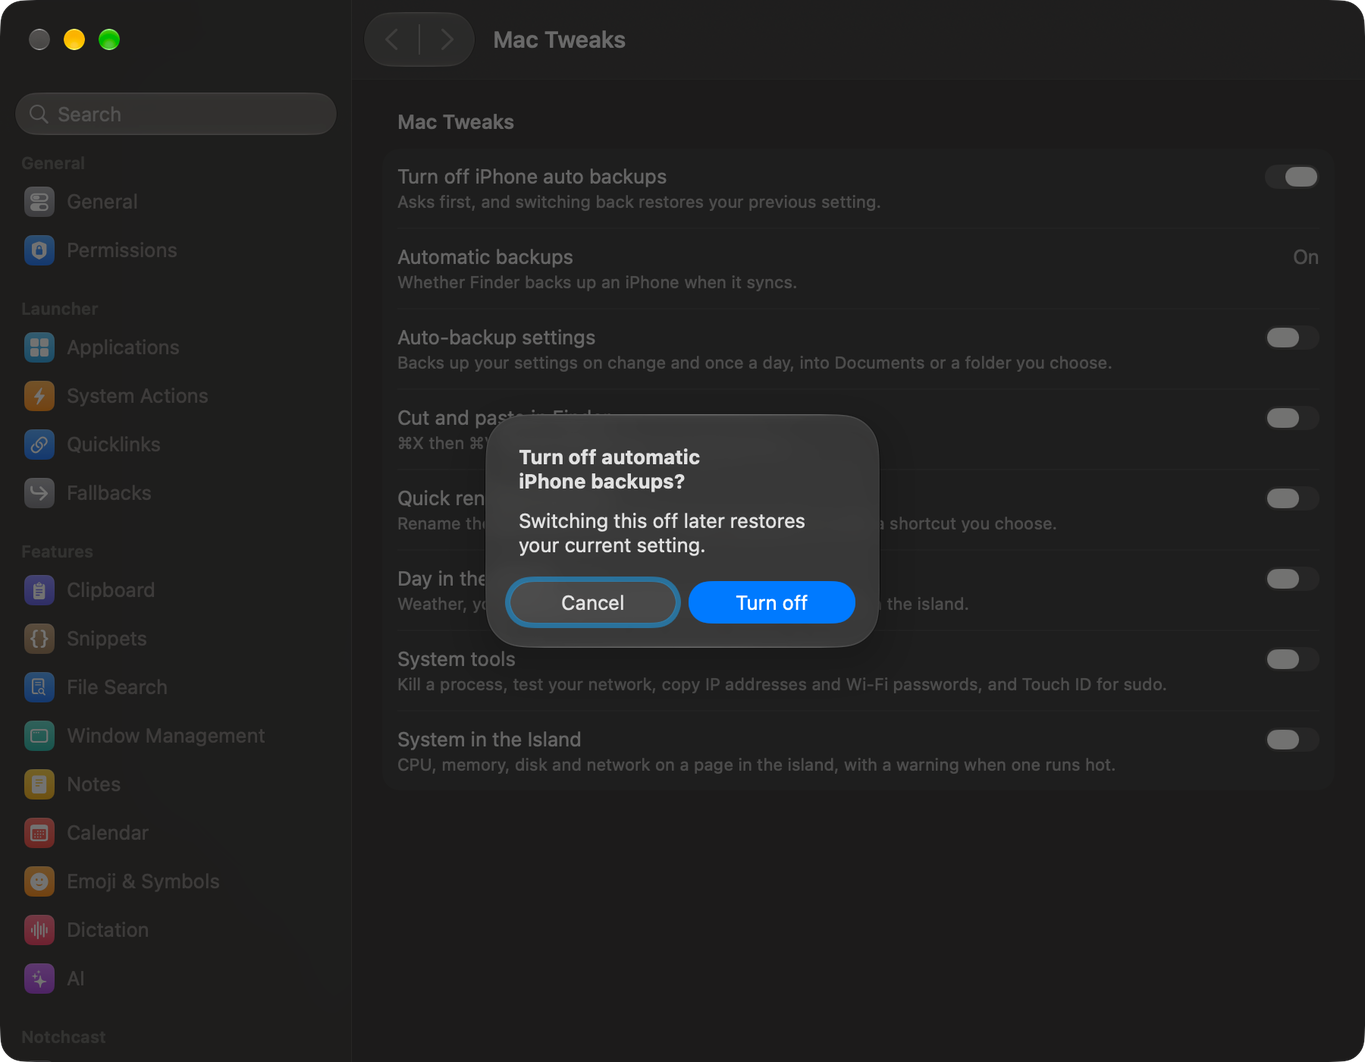 Mac Tweaks
Search
General
General
Permissions
Launcher
Applications
System Actions
Quicklinks
Fallbacks
Features
Clipboard
Snippets
File Search
Window Management
Notes
Calendar
Emoji & Symbols
Dictation
AI
Notchcast
Mac Tweaks
Turn off iPhone auto backups
Asks first, and switching back restores your previous setting.
Automatic backups
On
Whether Finder backs up an iPhone when it syncs.
Auto-backup settings
Backs up your settings on change and once a day, into Documents or a folder you choose.
Cut and paste in Finder
⌘X then ⌘
Quick ren
Rename the
a shortcut you choose.
Day in the
Weather, yo
the island.
System tools
Kill a process, test your network, copy IP addresses and Wi-Fi passwords, and Touch ID for sudo.
System in the Island
CPU, memory, disk and network on a page in the island, with a warning when one runs hot.
Turn off automatic
iPhone backups?
Switching this off later restores
your current setting.
Cancel
Turn off